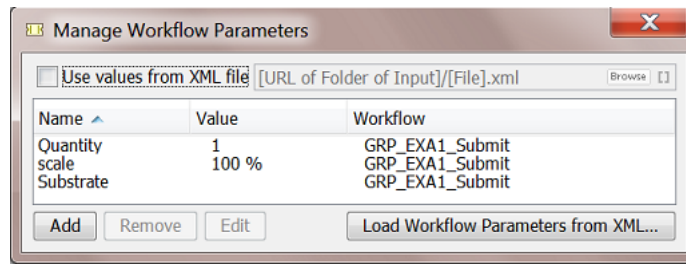 Manage Workflow Parameters
X
Use values from XML file [URL of Folder of Input]/[File].xml Browse []
Name Value Workflow
Quantity 1 GRP_EXA1_Submit
scale 100 % GRP_EXA1_Submit
Substrate GRP_EXA1_Submit
Add Remove Edit Load Workflow Parameters from XML...